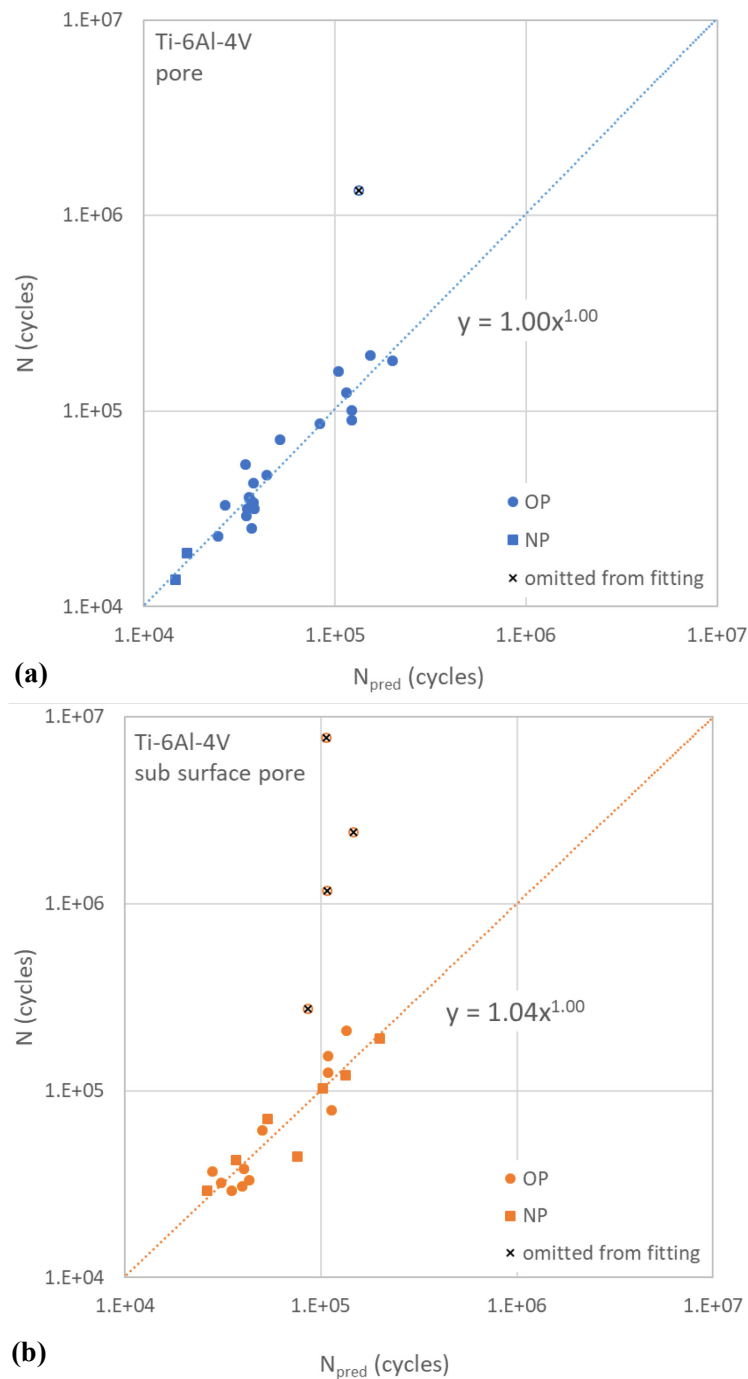 1.E+07
Ti-6Al-4V
pore
1.E+06
N (cycles)
y = 1.00x^1.00
1.E+05
OP
NP
omitted from fitting
1.E+04
1.E+04 1.E+05 1.E+06 1.E+07
(a)
N_pred (cycles)
1.E+07
Ti-6Al-4V
sub surface pore
1.E+06
N (cycles)
y = 1.04x^1.00
1.E+05
OP
NP
omitted from fitting
1.E+04
1.E+04 1.E+05 1.E+06 1.E+07
(b)
N_pred (cycles)